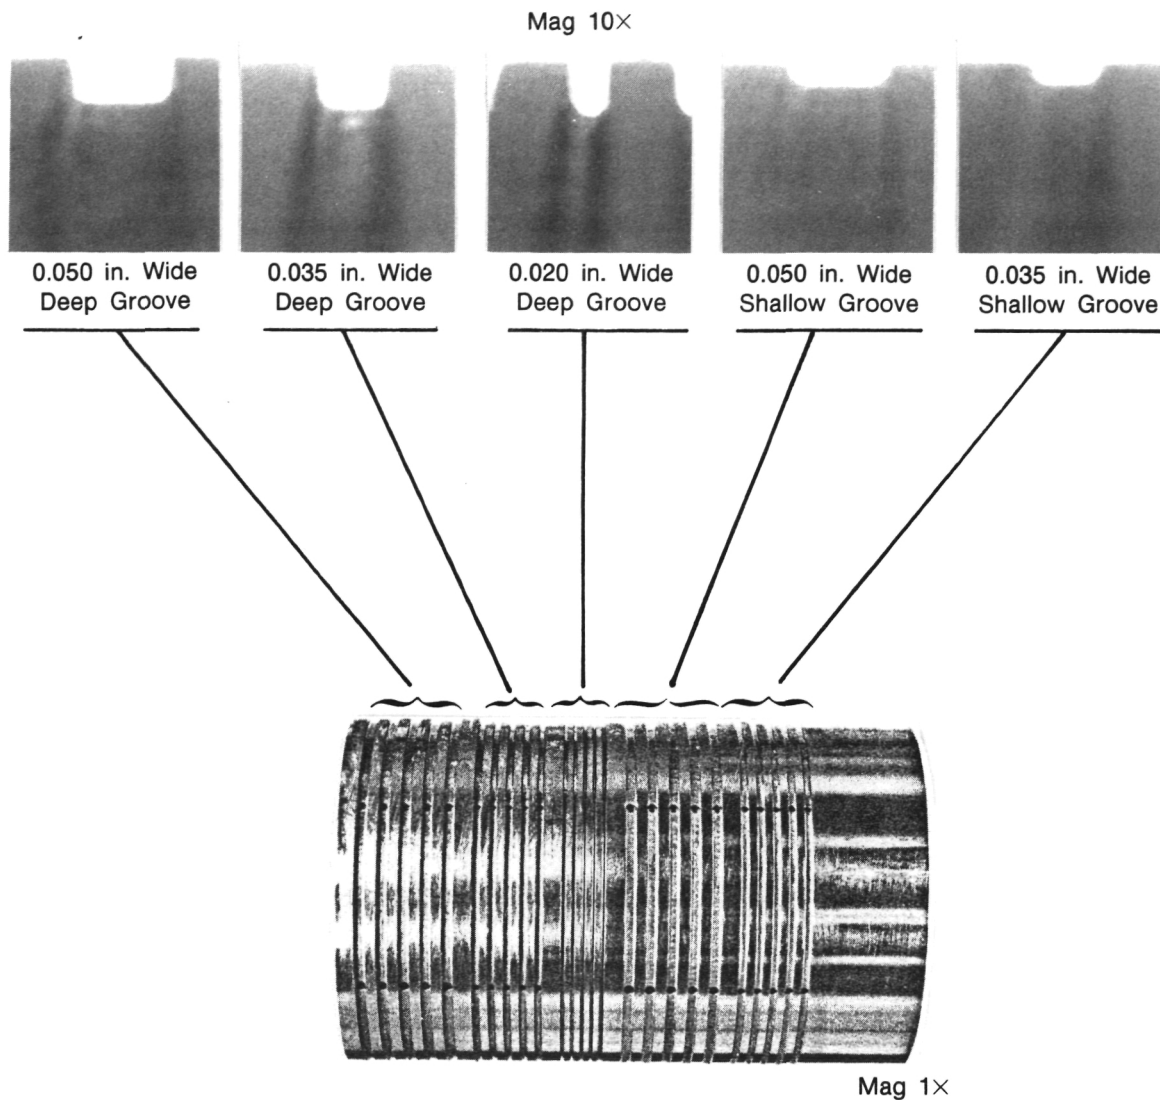 Mag 10×
0.050 in. Wide
Deep Groove
0.035 in. Wide
Deep Groove
0.020 in. Wide
Deep Groove
0.050 in. Wide
Shallow Groove
0.035 in. Wide
Shallow Groove
Mag 1×